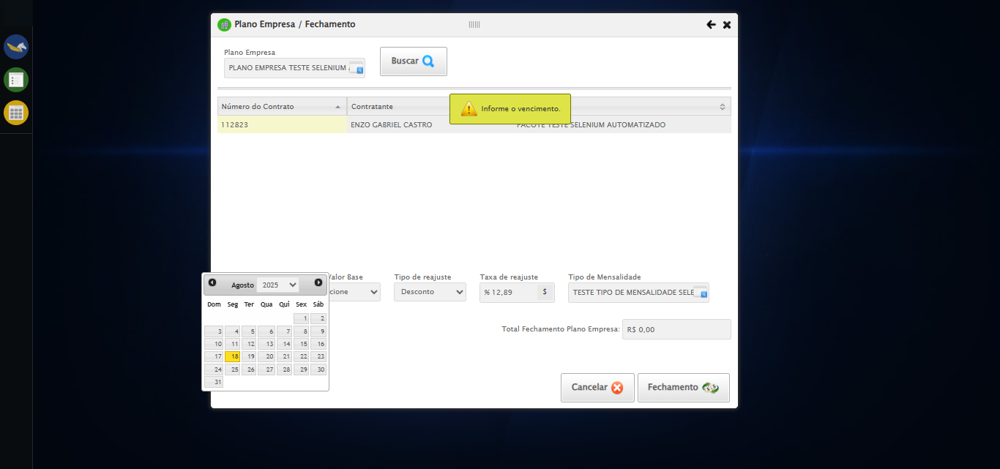 Plano Empresa / Fechamento
Plano Empresa
PLANO EMPRESA TESTE SELENIUM
Buscar
Número do Contrato
Contratante
Informe o vencimento.
112823
ENZO GABRIEL CASTRO
PACOTE TESTE SELENIUM AUTOMATIZADO
Valor Base
Tipo de reajuste
Taxa de reajuste
Tipo de Mensalidade
cione
Desconto
% 12,89
$
TESTE TIPO DE MENSALIDADE SELE
Agosto 2025
Dom Seg Ter Qua Qui Sex Sáb
1 2
3 4 5 6 7 8 9
10 11 12 13 14 15 16
17 18 19 20 21 22 23
24 25 26 27 28 29 30
31
Total Fechamento Plano Empresa: R$ 0,00
Cancelar
Fechamento